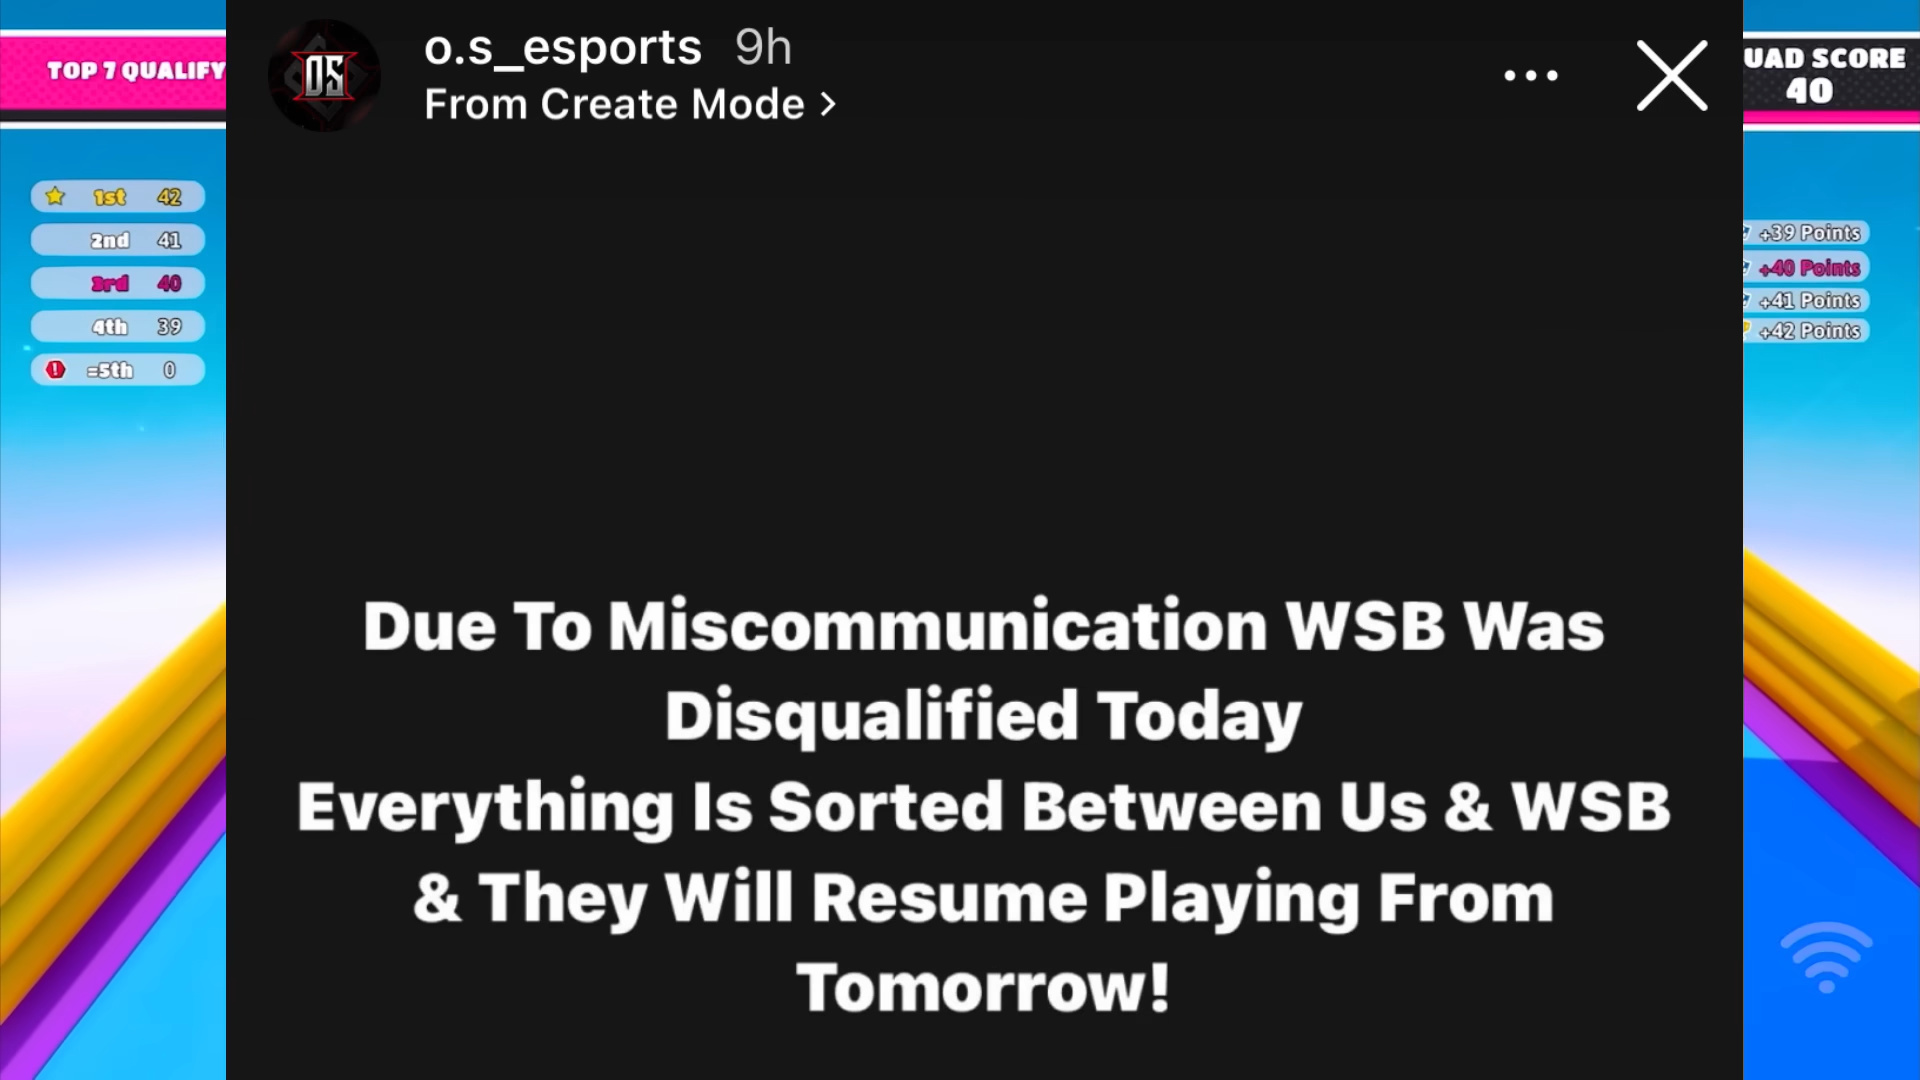 TOP 7 QUALIFY
1st 42
2nd 41
3rd 40
4th 39
=5th 0
OS
o.s_esports 9h
From Create Mode >
Due To Miscommunication WSB Was
Disqualified Today
Everything Is Sorted Between Us & WSB
& They Will Resume Playing From
Tomorrow!
UAD SCORE
40
+39 Points
+40 Points
+41 Points
+42 Points